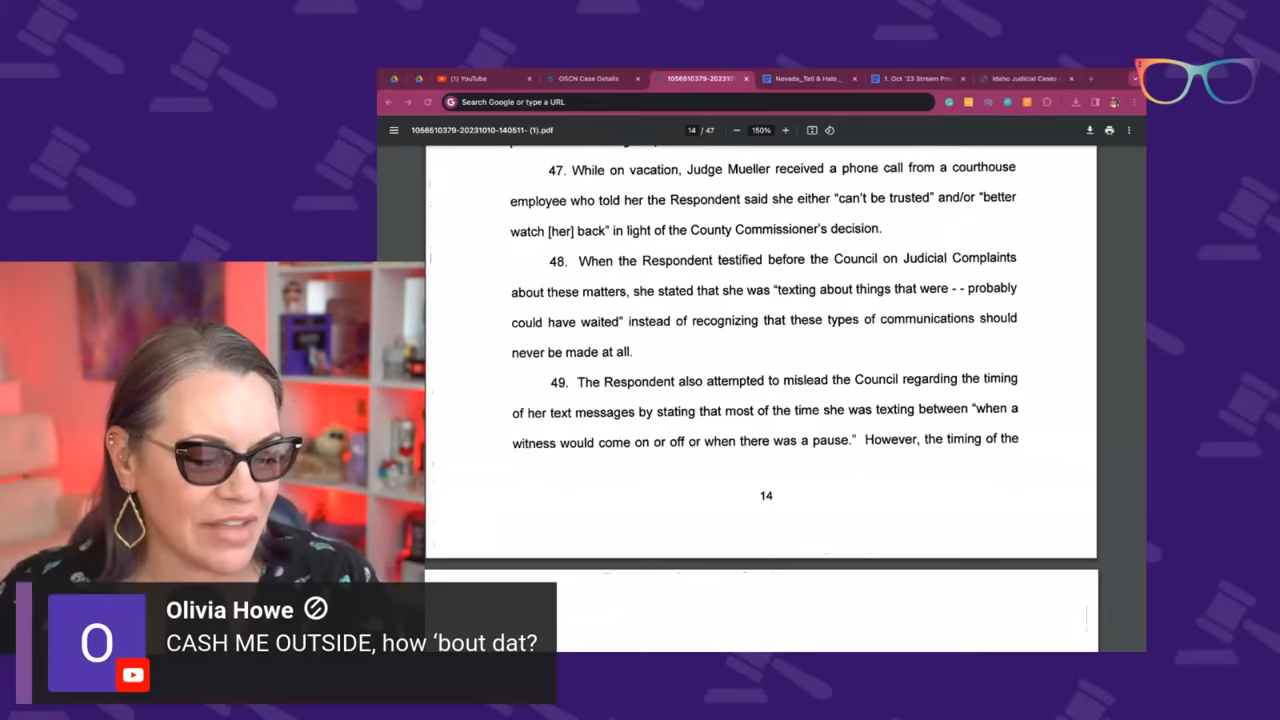 (1) YouTube
OSCN Case Details
1056510379-2023101
Nevada_Tati & Halo_
1. Oct '23 Stream Pre
Idaho Judicial Cases
Search Google or type a URL
1056510379-20231010-140511- (1).pdf
14 / 47
150%
47. While on vacation, Judge Mueller received a phone call from a courthouse
employee who told her the Respondent said she either “can’t be trusted” and/or “better
watch [her] back” in light of the County Commissioner’s decision.
48. When the Respondent testified before the Council on Judicial Complaints
about these matters, she stated that she was “texting about things that were - - probably
could have waited” instead of recognizing that these types of communications should
never be made at all.
49. The Respondent also attempted to mislead the Council regarding the timing
of her text messages by stating that most of the time she was texting between “when a
witness would come on or off or when there was a pause.” However, the timing of the
14
O
Olivia Howe
CASH ME OUTSIDE, how ‘bout dat?